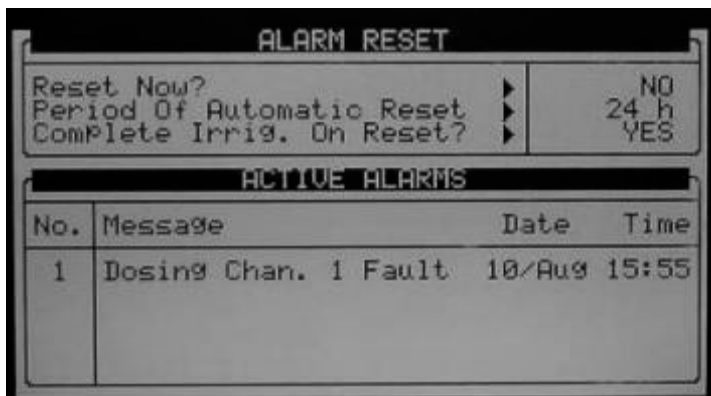 ALARM RESET
Reset Now? NO
Period Of Automatic Reset 24 h
Complete Irrig. On Reset? YES
ACTIVE ALARMS
No. Message Date Time
1 Dosing Chan. 1 Fault 10/Aug 15:55